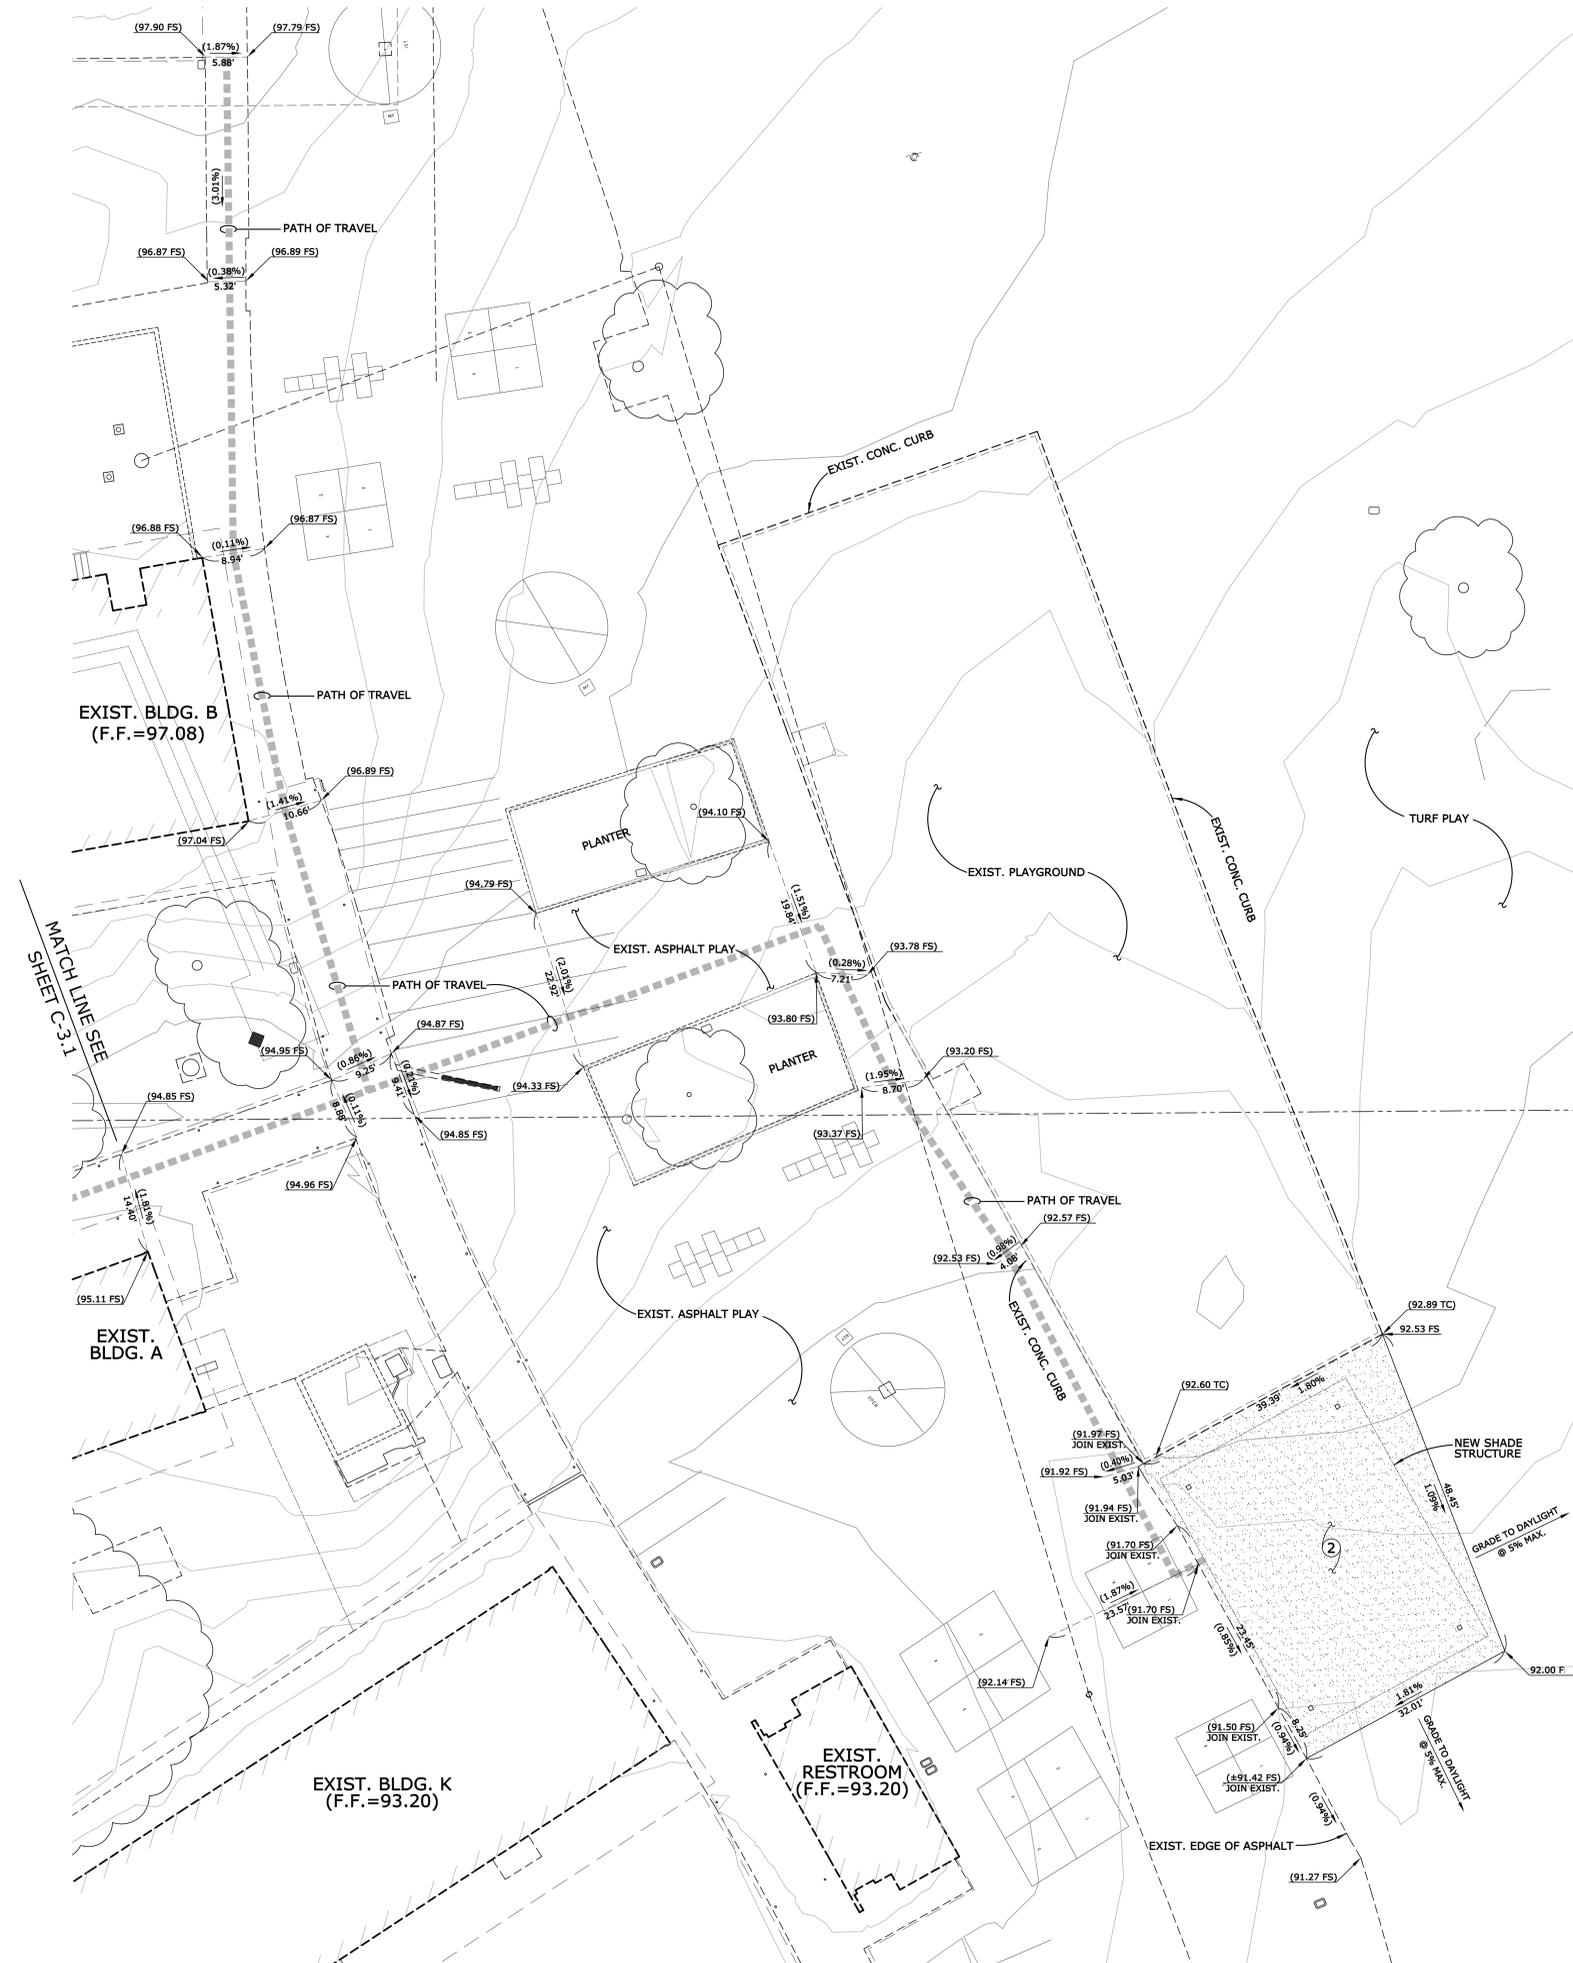 (97.90 FS)
(97.79 FS)
(1.87%)
5.88'
(3.01%)
PATH OF TRAVEL
(96.87 FS)
(96.89 FS)
(0.38%)
5.32'
EXIST. CONC. CURB
(96.88 FS)
(96.87 FS)
(0.11%)
8.94'
PATH OF TRAVEL
EXIST. BLDG. B
(F.F.=97.08)
(96.89 FS)
(1.41%)
10.66'
(97.04 FS)
PLANTER
(94.10 FS)
TURF PLAY
EXIST. CONC. CURB
EXIST. PLAYGROUND
(94.79 FS)
(1.51%)
19.84'
MATCH LINE SEE
SHEET C-3.1
EXIST. ASPHALT PLAY
(93.78 FS)
(0.28%)
7.21'
PATH OF TRAVEL
(2.01%)
22.92'
(93.80 FS)
(94.87 FS)
(94.95 FS)
(0.86%)
9.25'
(0.21%)
9.41'
(94.33 FS)
PLANTER
(93.20 FS)
(1.95%)
8.70'
(94.85 FS)
(0.11%)
8.88'
(94.85 FS)
(93.37 FS)
(94.96 FS)
(1.81%)
14.40'
PATH OF TRAVEL
(92.57 FS)
(92.53 FS)
(0.98%)
4.08'
(95.11 FS)
EXIST. ASPHALT PLAY
EXIST.
BLDG. A
EXIST. CONC. CURB
(92.89 TC)
92.53 FS
(92.60 TC)
39.39'
1.80%
(91.97 FS)
JOIN EXIST.
NEW SHADE
STRUCTURE
(91.92 FS)
(0.40%)
5.03'
48.45'
1.09%
(91.94 FS)
JOIN EXIST.
(91.70 FS)
JOIN EXIST.
2
GRADE TO DAYLIGHT
@ 5% MAX.
(1.87%)
23.57'
(91.70 FS)
JOIN EXIST.
23.45'
(0.85%)
(92.14 FS)
92.00 F
1.81%
32.01'
(91.50 FS)
JOIN EXIST.
8.25'
(0.94%)
GRADE TO DAYLIGHT
@ 5% MAX.
(±91.42 FS)
JOIN EXIST.
EXIST.
RESTROOM
(F.F.=93.20)
EXIST. BLDG. K
(F.F.=93.20)
(0.94%)
EXIST. EDGE OF ASPHALT
(91.27 FS)